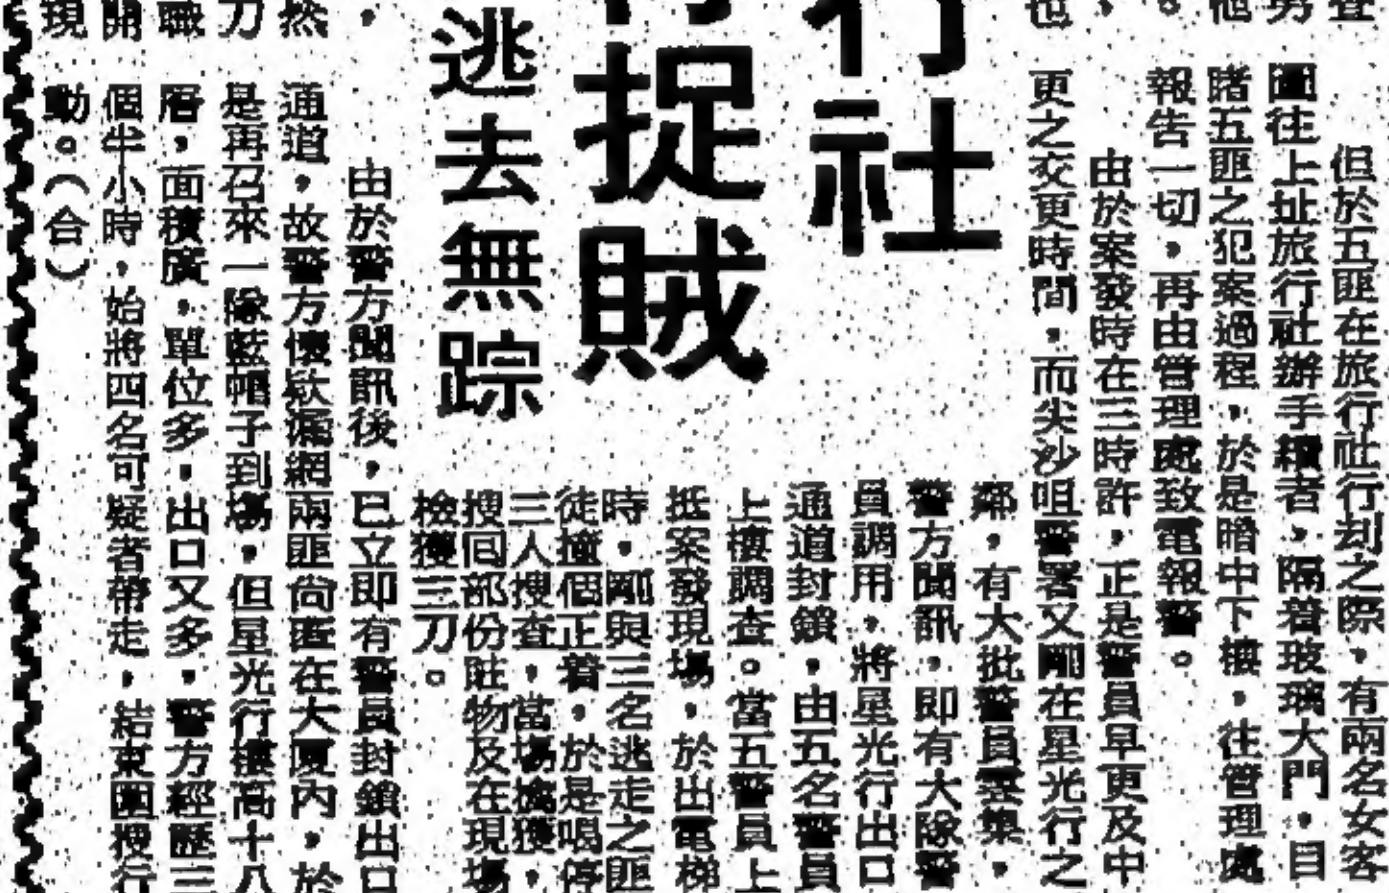 查
男
他
。
，
也
但於五匪在旅行社行刦之際，有兩名女客
圖往上址旅行社辦手續者，隔着玻璃大門，目
睹五匪之犯案過程，於是暗中下樓，往管理處
報告一切，再由管理處致電報警。
由於案發時在三時許，正是警員早更及中
更之交更時間，而尖沙咀警署又剛在星光行之
鄰，有大批警員雲集，
警方聞訊，即有大隊警
員調用，將星光行出口
通道封鎖，由五名警員
上樓調查。當五警員上
抵案發現場，於出電梯
時，剛與三名逃走之匪
徒撞個正着，於是喝停
三人搜查，當場擒獲，
搜回部份賍物及在現場
檢獲三刀。
行社
捉賊
逃去無踪
，
然
刀
職
開
現
由於警方聞訊後，已立即有警員封鎖出口
通道，故警方懷疑漏網兩匪尙匿在大廈內，於
是再召來一隊藍帽子到場，但星光行樓高十八
層，面積廣，單位多，出口又多，警方經歷三
個半小時，始將四名可疑者帶走，結束圍搜行
動。（合）